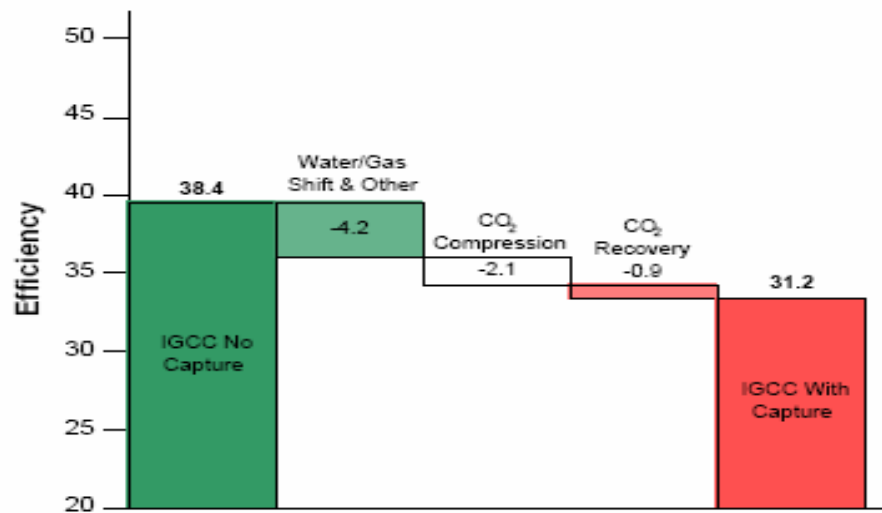 50
45
40
35
30
25
20
Efficiency
38.4
IGCC No
Capture
Water/Gas
Shift & Other
-4.2
CO₂
Compression
-2.1
CO₂
Recovery
-0.9
31.2
IGCC With
Capture